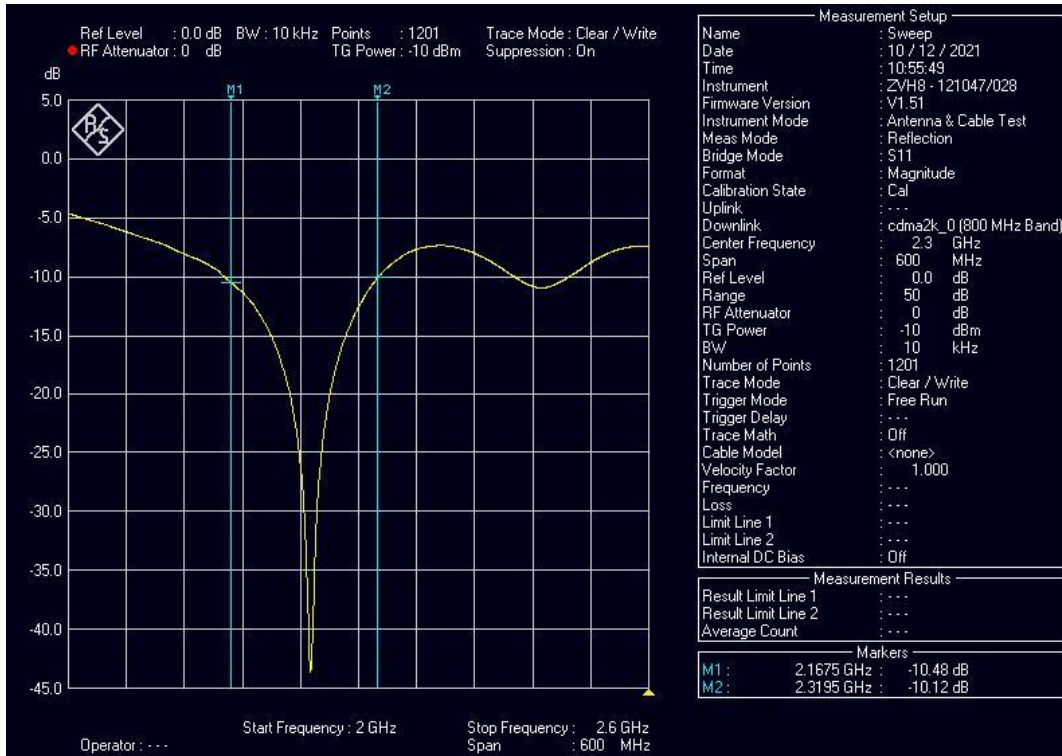 Ref Level : 0.0 dB BW : 10 kHz Points : 1201 Trace Mode : Clear / Write
RF Attenuator : 0 dB TG Power : -10 dBm Suppression : On
dB
M1 M2
5.0
0.0
-5.0
-10.0
-15.0
-20.0
-25.0
-30.0
-35.0
-40.0
-45.0
R/S
Start Frequency : 2 GHz Stop Frequency : 2.6 GHz
Operator : --- Span : 600 MHz
Measurement Setup
Name : Sweep
Date : 10 / 12 / 2021
Time : 10:55:49
Instrument : ZVH8 - 121047/028
Firmware Version : V1.51
Instrument Mode : Antenna & Cable Test
Meas Mode : Reflection
Bridge Mode : S11
Format : Magnitude
Calibration State : Cal
Uplink : ---
Downlink : cdma2k_0 (800 MHz Band)
Center Frequency : 2.3 GHz
Span : 600 MHz
Ref Level : 0.0 dB
Range : 50 dB
RF Attenuator : 0 dB
TG Power : -10 dBm
BW : 10 kHz
Number of Points : 1201
Trace Mode : Clear / Write
Trigger Mode : Free Run
Trigger Delay : ---
Trace Math : Off
Cable Model : <none>
Velocity Factor : 1.000
Frequency : ---
Loss : ---
Limit Line 1 : ---
Limit Line 2 : ---
Internal DC Bias : Off
Measurement Results
Result Limit Line 1 : ---
Result Limit Line 2 : ---
Average Count : ---
Markers
M1 : 2.1675 GHz : -10.48 dB
M2 : 2.3195 GHz : -10.12 dB